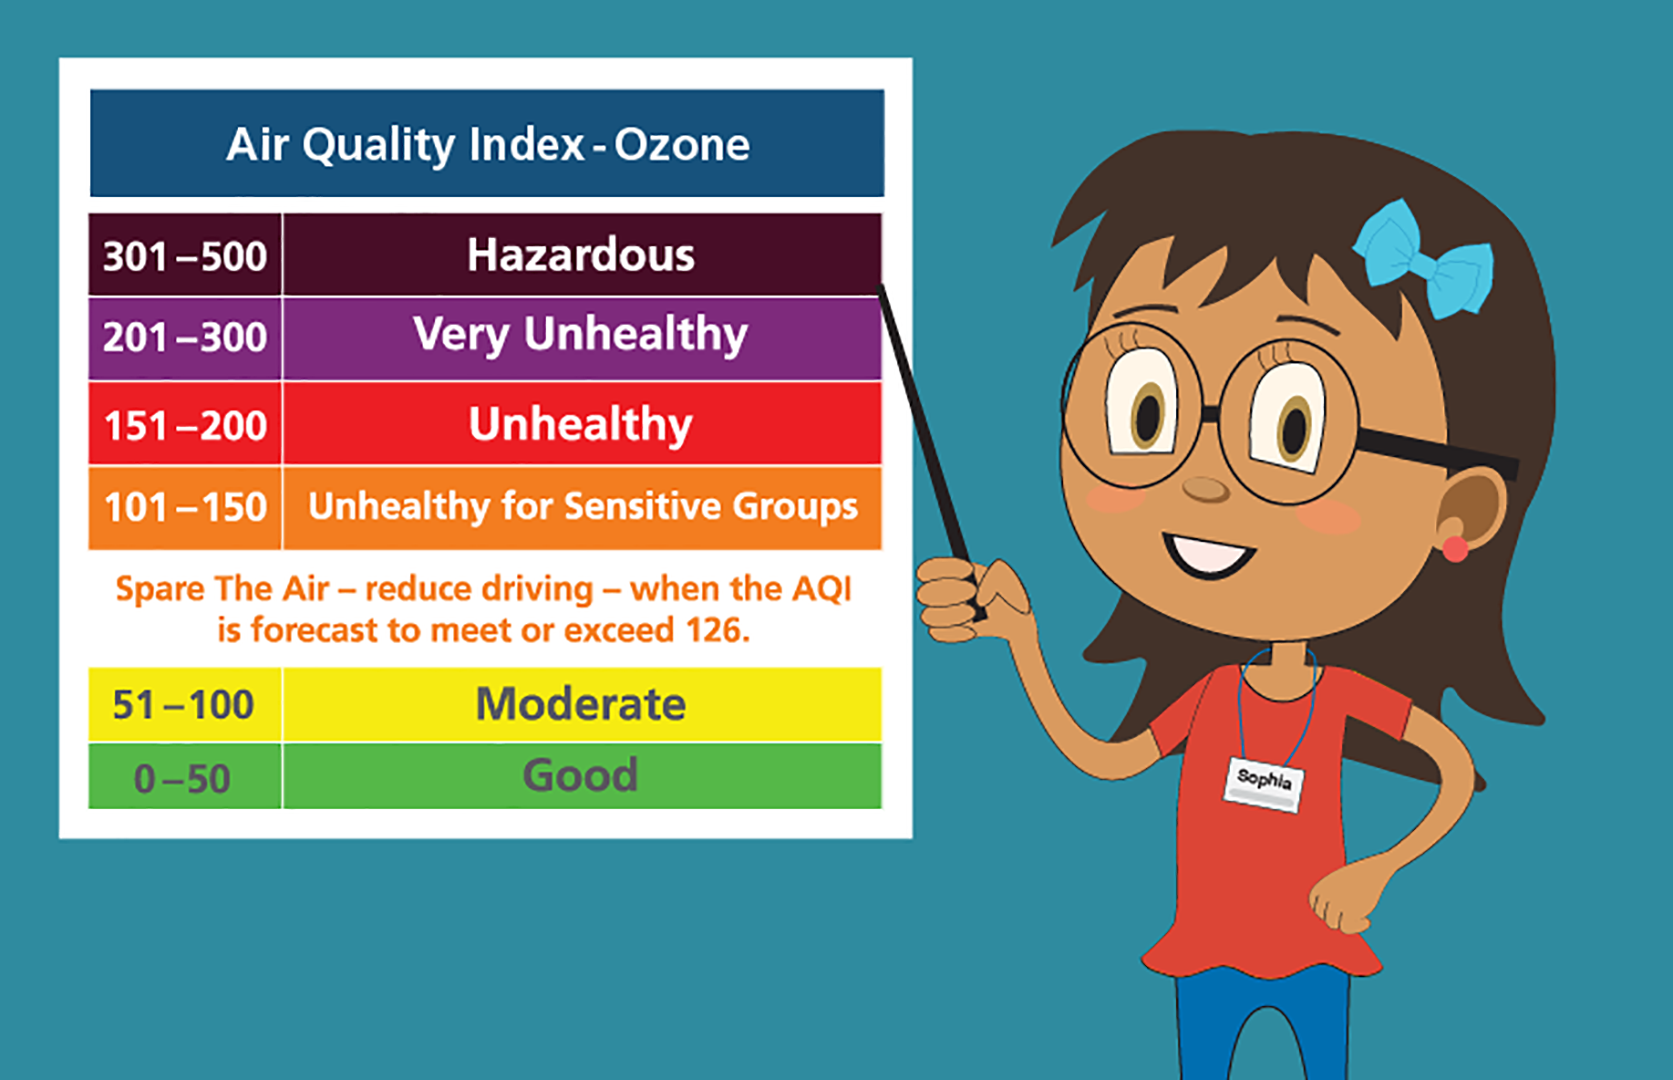 Air Quality Index - Ozone
301–500 Hazardous
201–300 Very Unhealthy
151–200 Unhealthy
101–150 Unhealthy for Sensitive Groups
Spare The Air – reduce driving – when the AQI
is forecast to meet or exceed 126.
51–100 Moderate
0–50 Good
Sophia